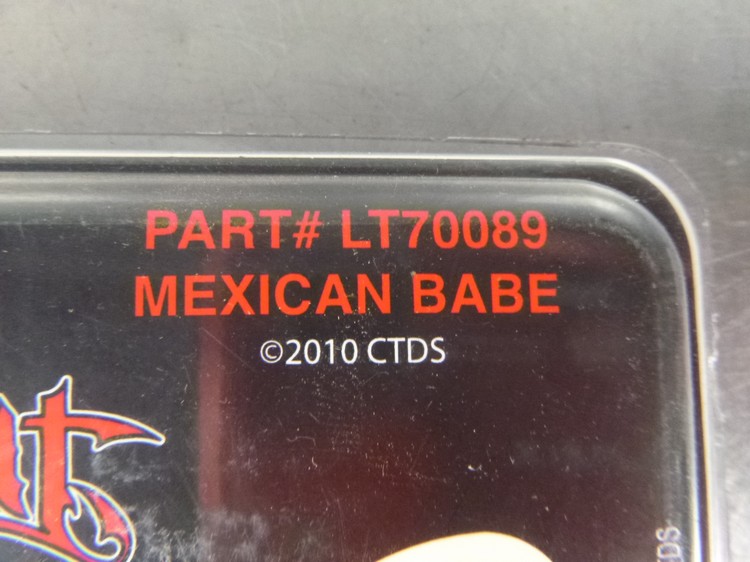 PART# LT70089
MEXICAN BABE
©2010 CTDS